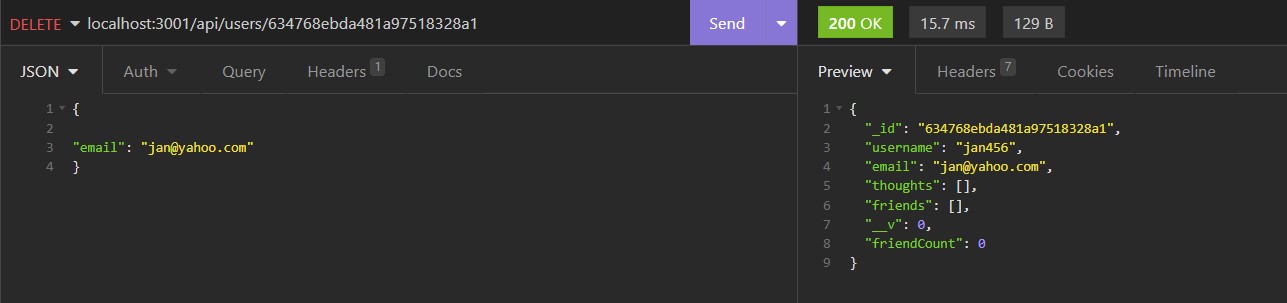 DELETE localhost:3001/api/users/634768ebda481a97518328a1 Send 200 OK 15.7 ms 129 B
JSON Auth Query Headers 1 Docs
1 {
2
3 "email": "jan@yahoo.com"
4 }
Preview Headers 7 Cookies Timeline
1 {
2 "_id": "634768ebda481a97518328a1",
3 "username": "jan456",
4 "email": "jan@yahoo.com",
5 "thoughts": [],
6 "friends": [],
7 "__v": 0,
8 "friendCount": 0
9 }